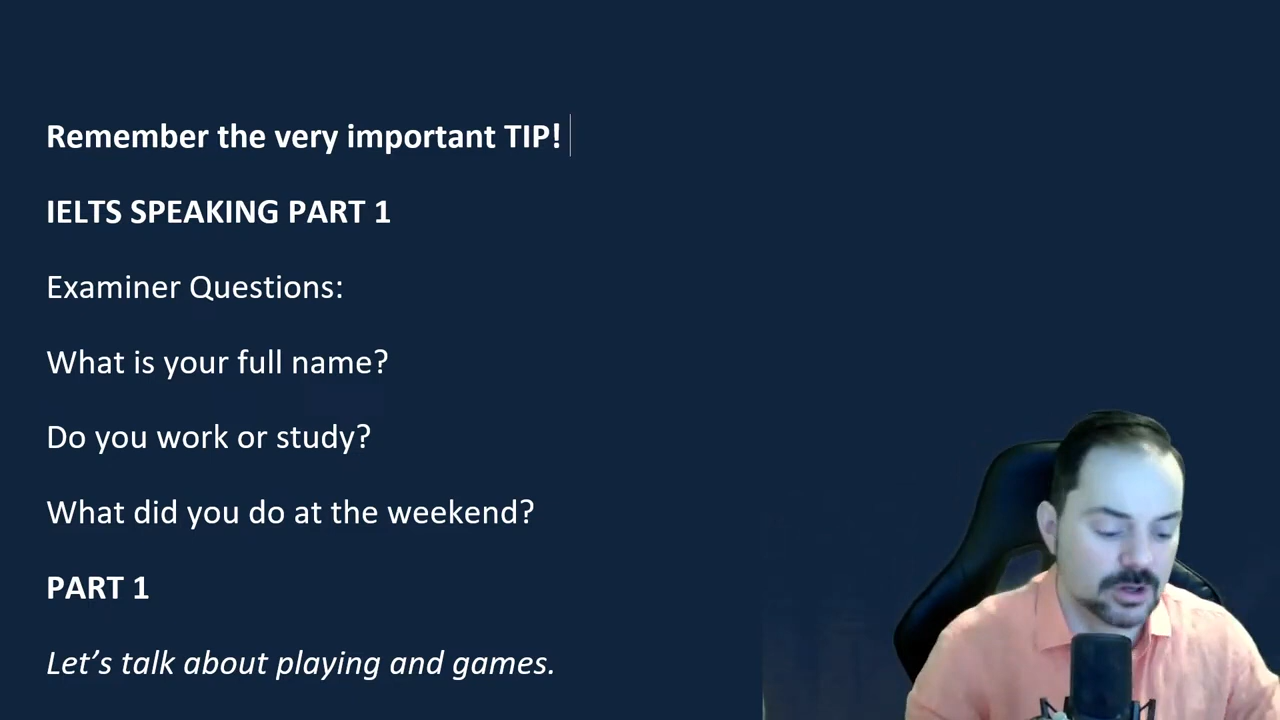 Remember the very important TIP!
IELTS SPEAKING PART 1
Examiner Questions:
What is your full name?
Do you work or study?
What did you do at the weekend?
PART 1
Let’s talk about playing and games.